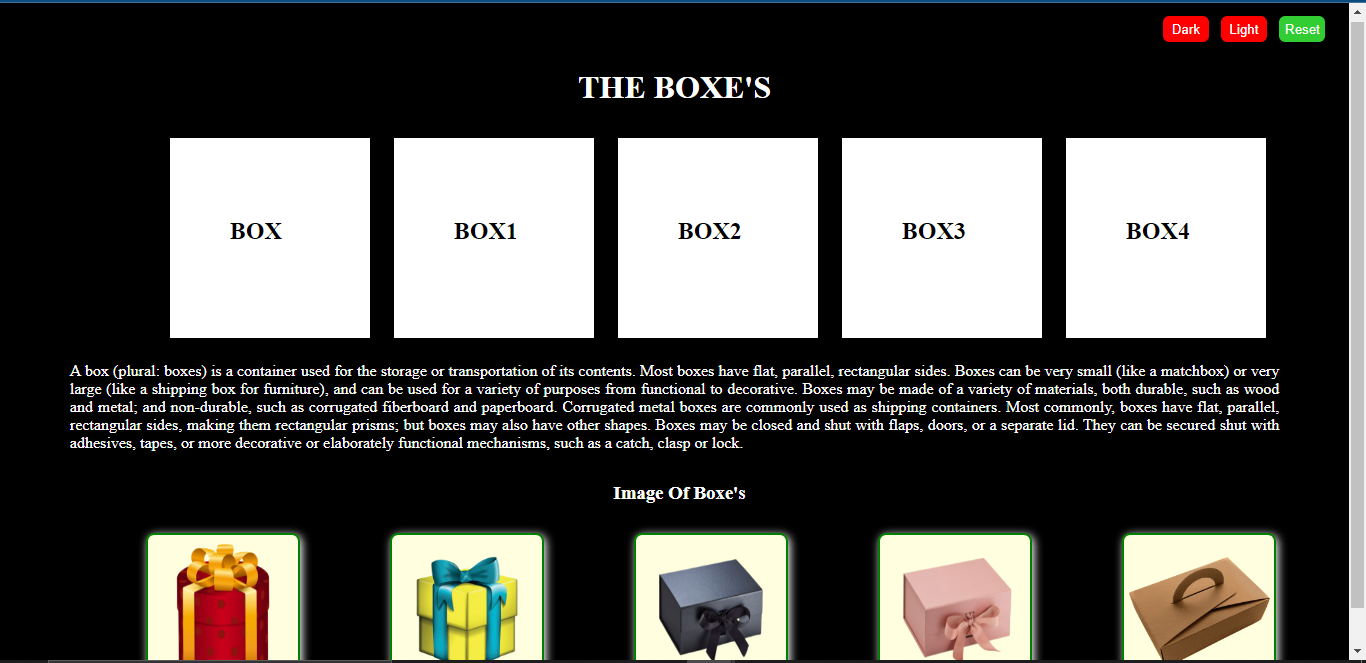 Dark Light Reset
THE BOXE'S
BOX BOX1 BOX2 BOX3 BOX4
A box (plural: boxes) is a container used for the storage or transportation of its contents. Most boxes have flat, parallel, rectangular sides. Boxes can be very small (like a matchbox) or very
large (like a shipping box for furniture), and can be used for a variety of purposes from functional to decorative. Boxes may be made of a variety of materials, both durable, such as wood
and metal; and non-durable, such as corrugated fiberboard and paperboard. Corrugated metal boxes are commonly used as shipping containers. Most commonly, boxes have flat, parallel,
rectangular sides, making them rectangular prisms; but boxes may also have other shapes. Boxes may be closed and shut with flaps, doors, or a separate lid. They can be secured shut with
adhesives, tapes, or more decorative or elaborately functional mechanisms, such as a catch, clasp or lock.
Image Of Boxe's